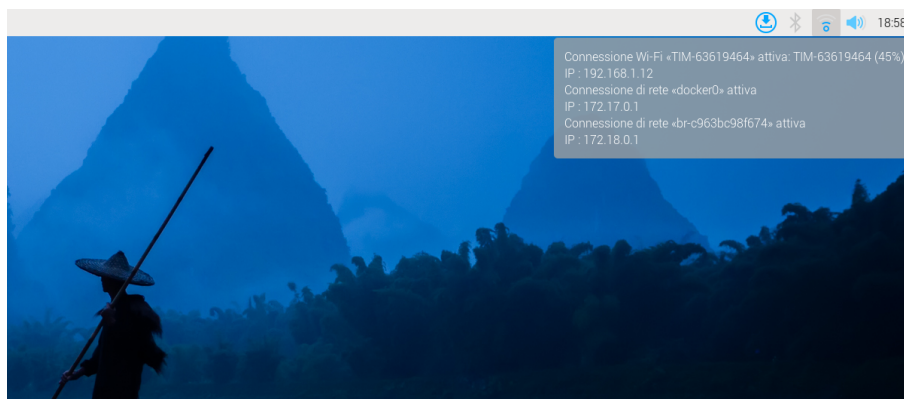 18:58
Connessione Wi-Fi «TIM-63619464» attiva: TIM-63619464 (45%)
IP : 192.168.1.12
Connessione di rete «docker0» attiva
IP : 172.17.0.1
Connessione di rete «br-c963bc98f674» attiva
IP : 172.18.0.1